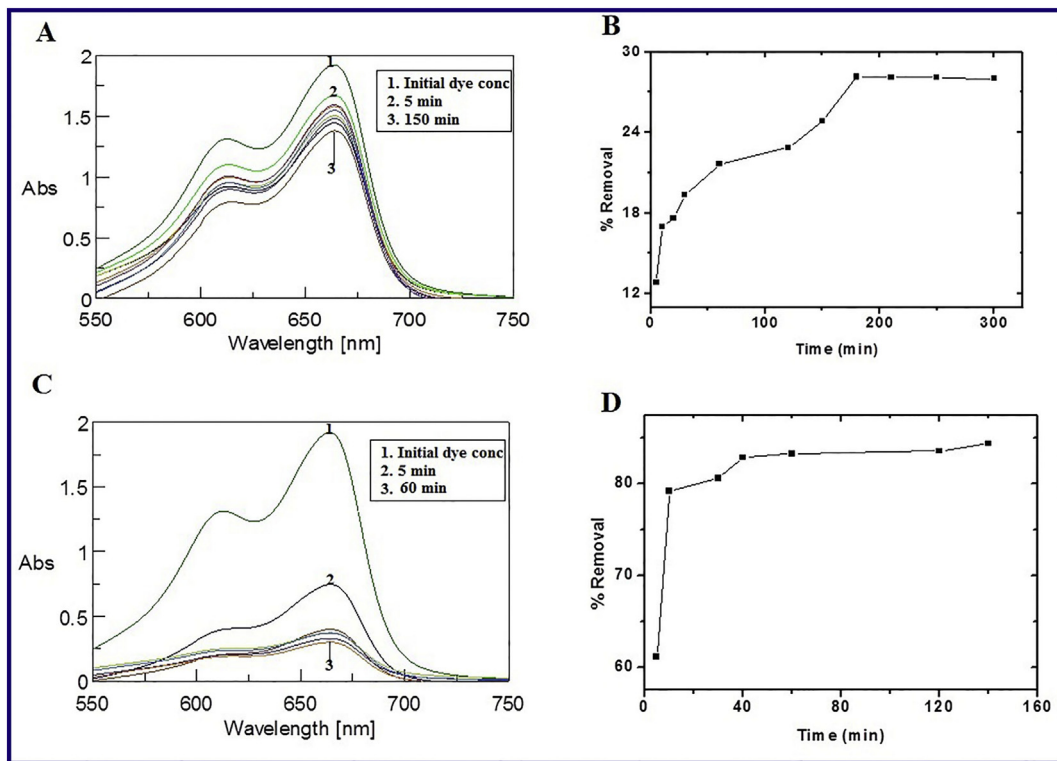 A
2
1.5
1
0.5
0
Abs
550
600
650
700
750
Wavelength [nm]
1
2
3
1. Initial dye conc
2. 5 min
3. 150 min
B
30
24
18
12
% Removal
0
100
200
300
Time (min)
C
2
1.5
1
0.5
0
Abs
550
600
650
700
750
Wavelength [nm]
1
2
3
1. Initial dye conc
2. 5 min
3. 60 min
D
80
70
60
% Removal
0
40
80
120
160
Time (min)